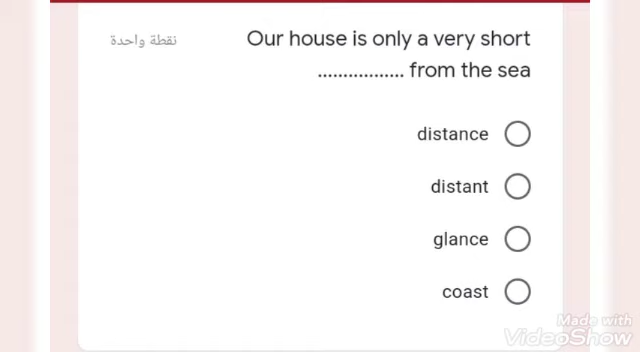 Our house is only a very short
نقطة واحدة
................. from the sea
distance
distant
glance
coast
Made with
VideoShow